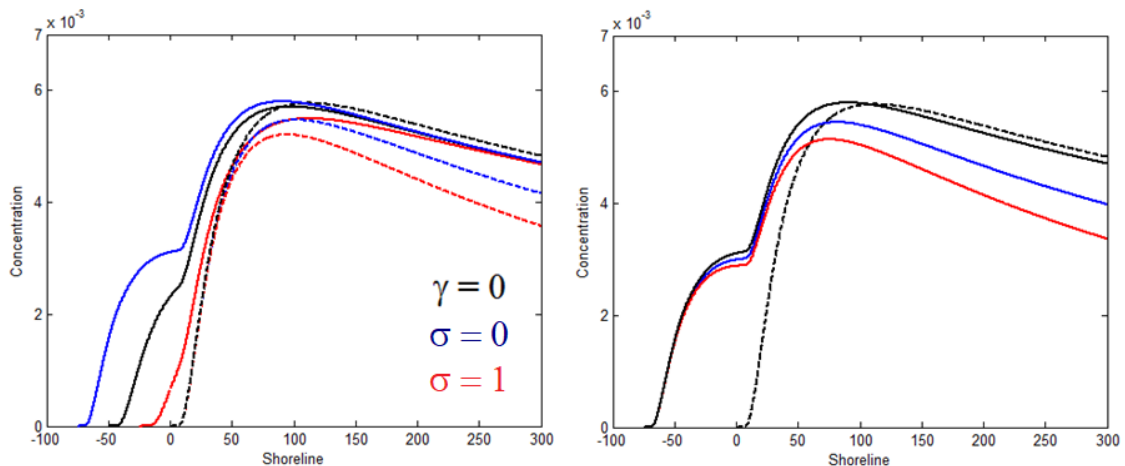 x 10⁻³
7
6
4
2
0
Concentration
-100 -50 0 50 100 150 200 250 300
Shoreline
γ = 0
σ = 0
σ = 1
x 10⁻³
7
6
4
2
0
Concentration
-100 -50 0 50 100 150 200 250 300
Shoreline